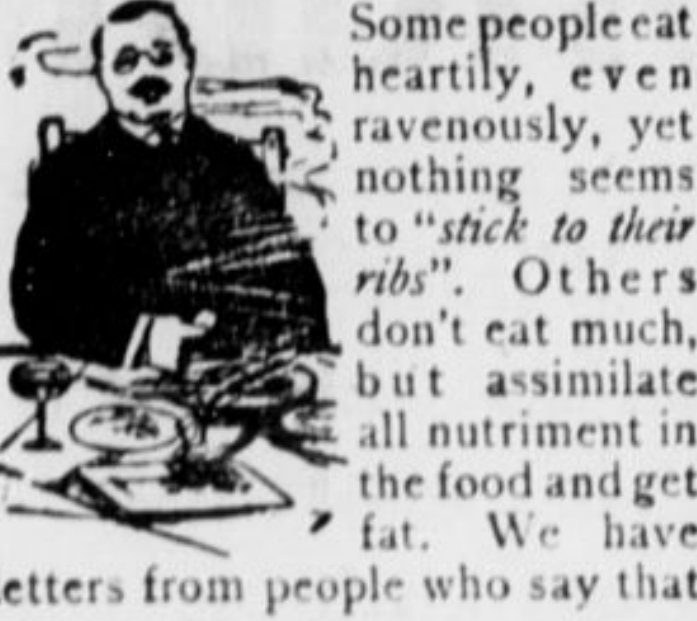 Some people eat
heartily, even
ravenously, yet
nothing seems
to "stick to their
ribs". Others
don't eat much,
but assimilate
all nutriment in
the food and get
fat. We have
letters from people who say that